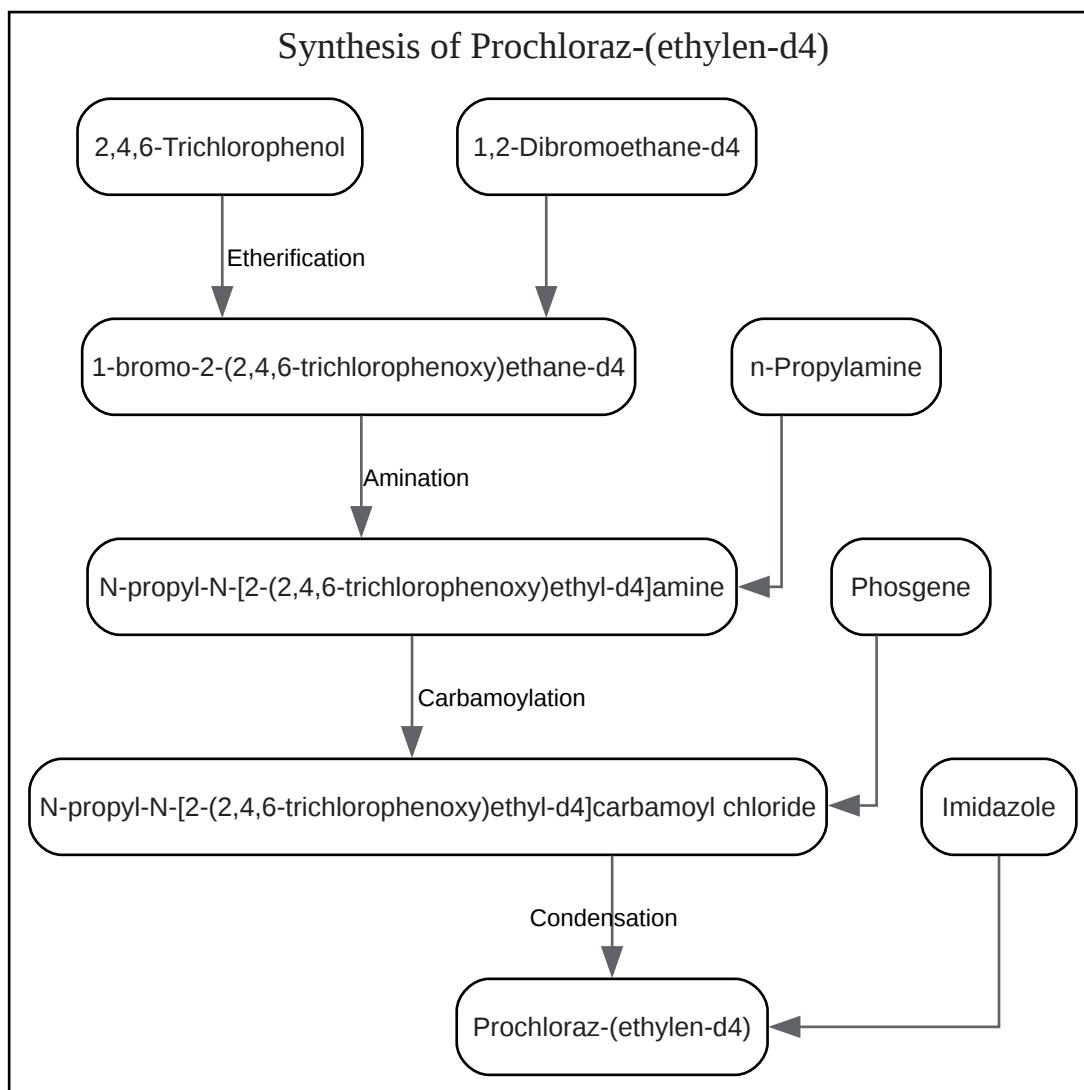 Synthesis of Prochloraz-(ethylen-d4)
2,4,6-Trichlorophenol
1,2-Dibromoethane-d4
Etherification
1-bromo-2-(2,4,6-trichlorophenoxy)ethane-d4
n-Propylamine
Amination
N-propyl-N-[2-(2,4,6-trichlorophenoxy)ethyl-d4]amine
Phosgene
Carbamoylation
N-propyl-N-[2-(2,4,6-trichlorophenoxy)ethyl-d4]carbamoyl chloride
Imidazole
Condensation
Prochloraz-(ethylen-d4)